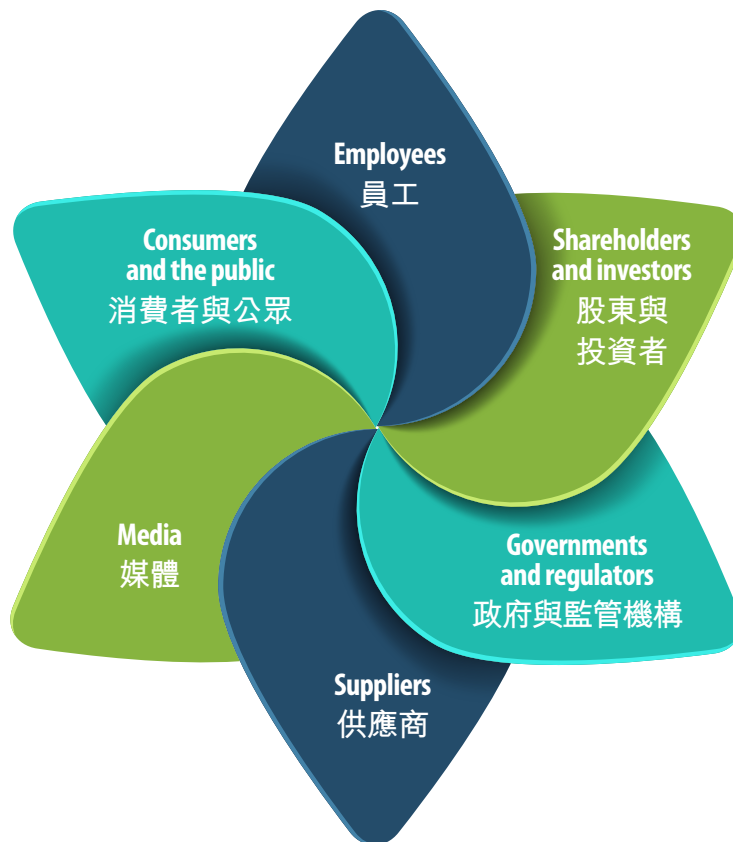 Employees
員工
Shareholders
and investors
股東與
投資者
Governments
and regulators
政府與監管機構
Suppliers
供應商
Media
媒體
Consumers
and the public
消費者與公眾